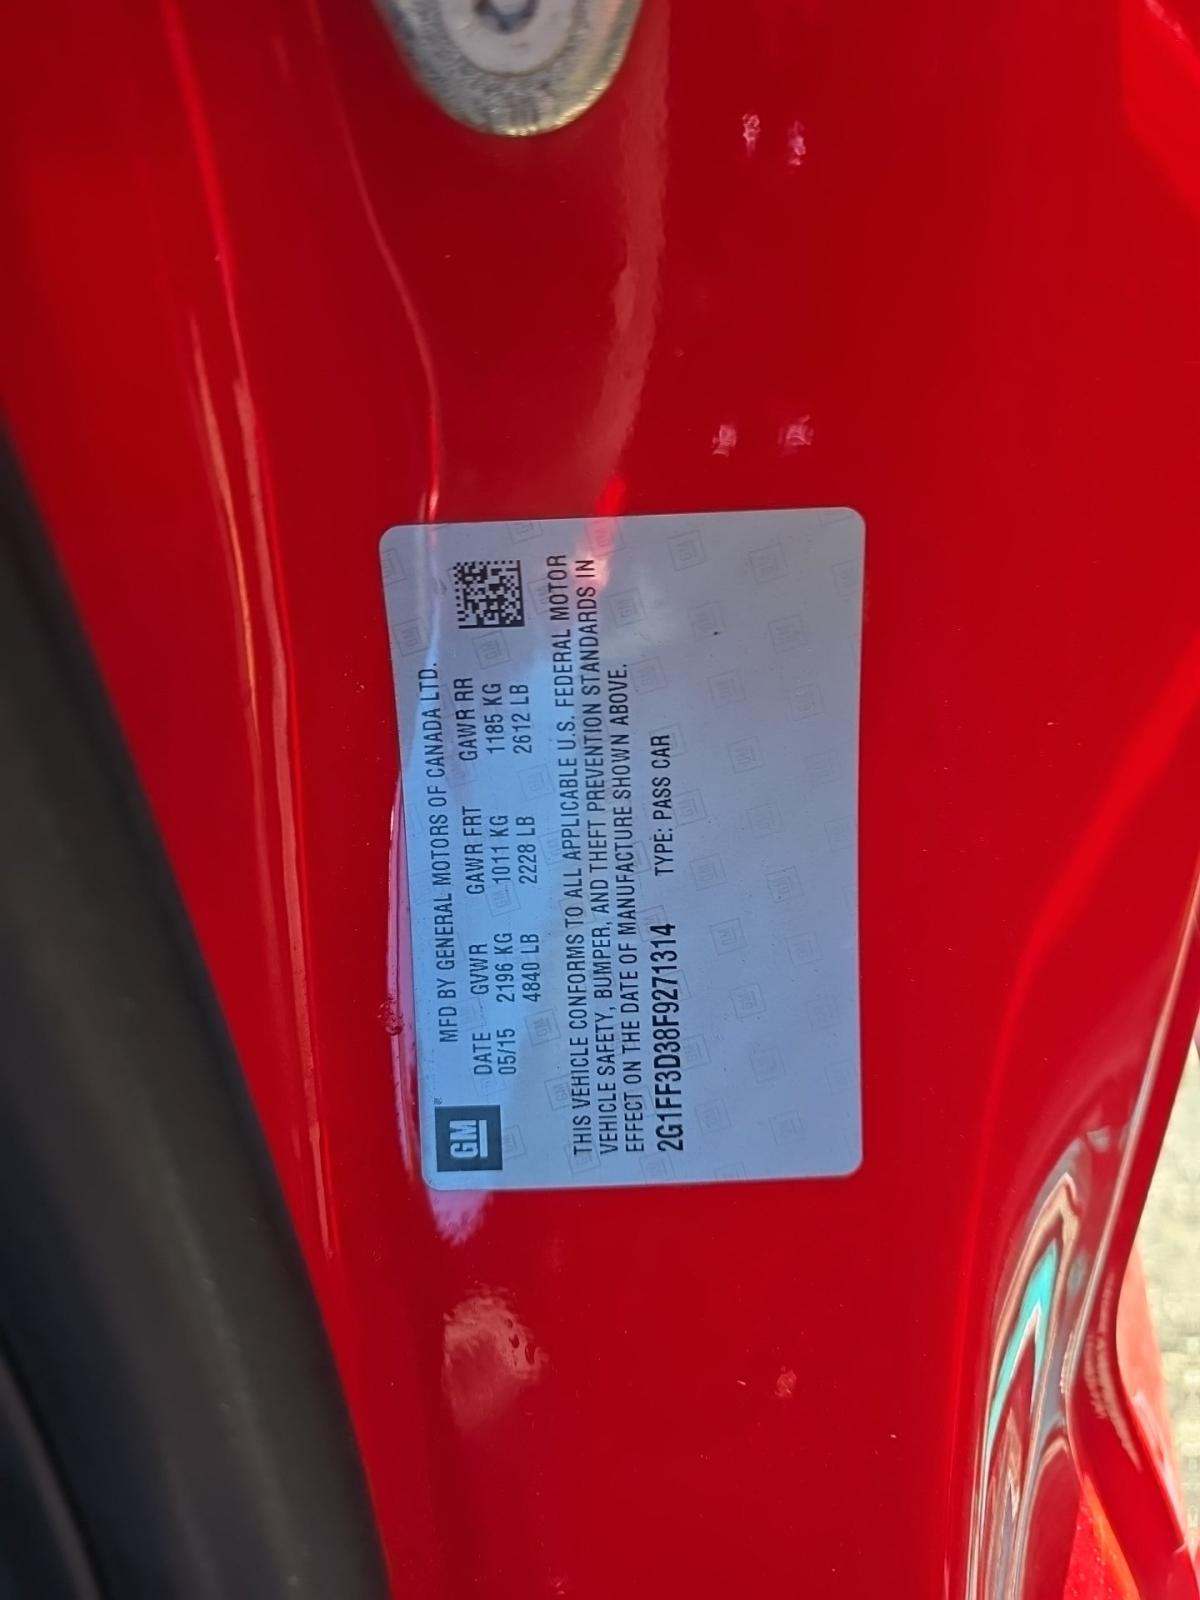 GM
MFD BY GENERAL MOTORS OF CANADA LTD.
DATE GVWR GAWR FRT GAWR RR
05/15 2196 KG 1011 KG 1185 KG
4840 LB 2228 LB 2612 LB
THIS VEHICLE CONFORMS TO ALL APPLICABLE U.S. FEDERAL MOTOR
VEHICLE SAFETY, BUMPER, AND THEFT PREVENTION STANDARDS IN
EFFECT ON THE DATE OF MANUFACTURE SHOWN ABOVE.
2G1FF3D38F9271314 TYPE: PASS CAR